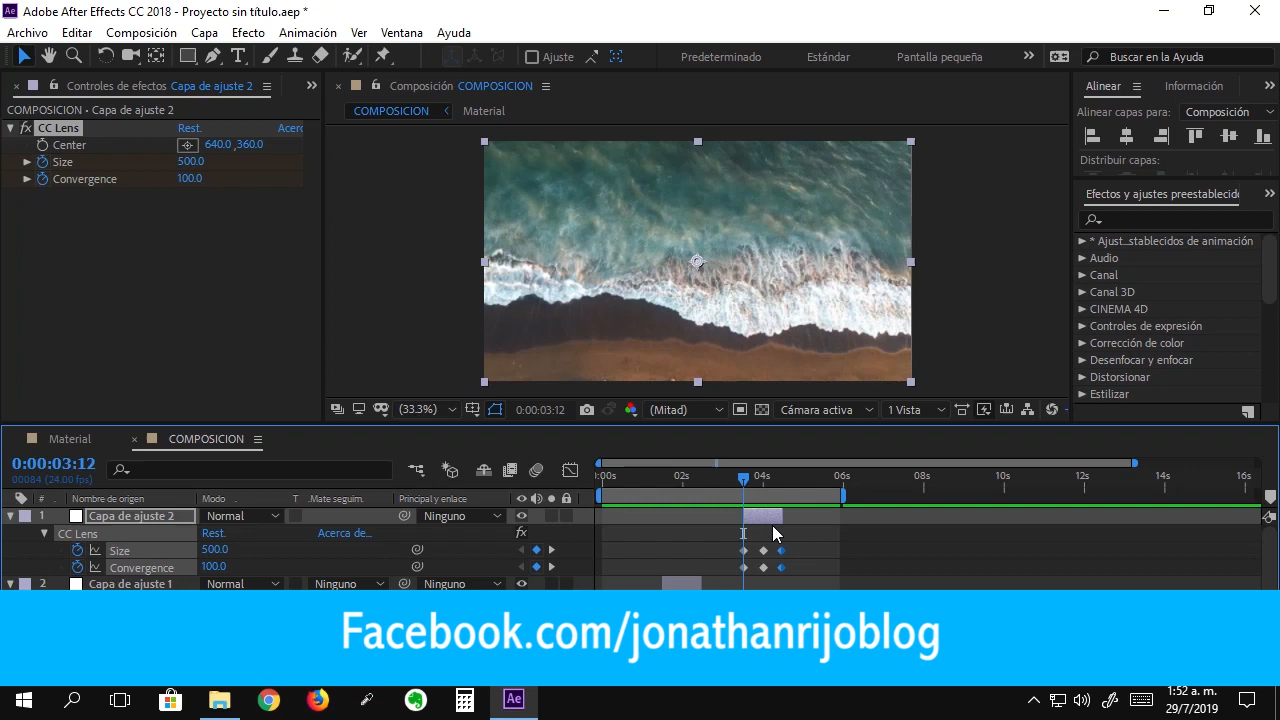 Adobe After Effects CC 2018 - Proyecto sin título.aep *
Archivo Editar Composición Capa Efecto Animación Ver Ventana Ayuda
Ajuste Predeterminado Estándar Pantalla pequeña Buscar en la Ayuda
Controles de efectos Capa de ajuste 2
Composición COMPOSICION
Alinear Información
COMPOSICION • Capa de ajuste 2
COMPOSICION Material
Alinear capas para: Composición
fx CC Lens Rest. Acerc
Center 640.0 ,360.0
Size 500.0
Convergence 100.0
Distribuir capas:
Efectos y ajustes preestablecid
* Ajust...stablecidos de animación
Audio
Canal
Canal 3D
CINEMA 4D
Controles de expresión
Corrección de color
Desenfocar y enfocar
Distorsionar
Estilizar
(33.3%) 0:00:03:12 (Mitad) Cámara activa 1 Vista
Material COMPOSICION
0:00:03:12
00084 (24.00 fps)
:00s 02s 04s 06s 08s 10s 12s 14s 16s
# Nombre de origen Modo T .Mate seguim. Principal y enlace
1 Capa de ajuste 2 Normal Ninguno
CC Lens Rest. Acerca de... fx
Size 500.0
Convergence 100.0
2 Capa de ajuste 1 Normal Ninguno Ninguno
Facebook.com/jonathanrijoblog
Ae
1:52 a. m.
29/7/2019